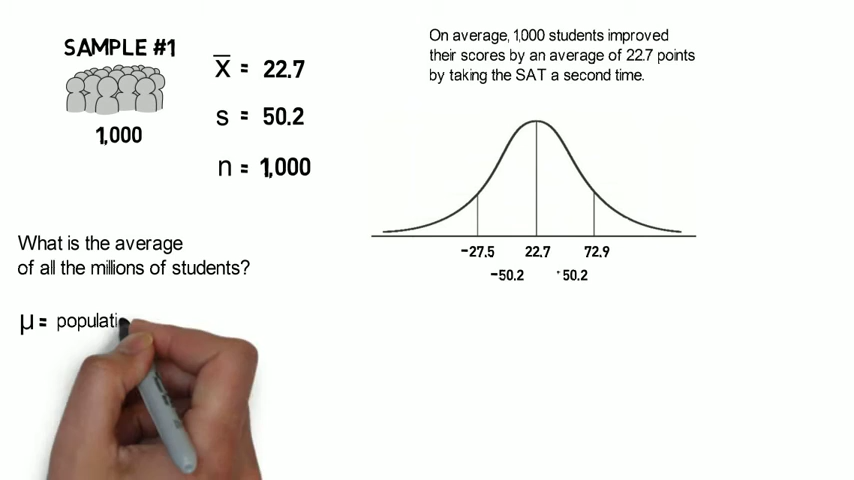 SAMPLE #1
1,000
x̅ = 22.7
s = 50.2
n = 1,000
On average, 1,000 students improved
their scores by an average of 22.7 points
by taking the SAT a second time.
-27.5 22.7 72.9
-50.2 +50.2
What is the average
of all the millions of students?
μ = populati